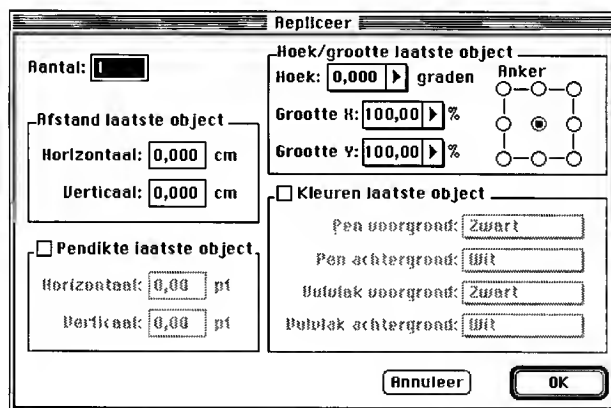 Repliceer
Aantal: 1
Afstand laatste object
Horizontaal: 0,000 cm
Verticaal: 0,000 cm
Pendikte laatste object
Horizontaal: 0,00 pt
Verticaal: 0,00 pt
Hoek/grootte laatste object
Hoek: 0,000 graden
Anker
Grootte X: 100,00 %
Grootte Y: 100,00 %
Kleuren laatste object
Pen voorgrond: Zwart
Pen achtergrond: Wit
Vulvlak voorgrond: Zwart
Vulvlak achtergrond: Wit
Annuleer
OK